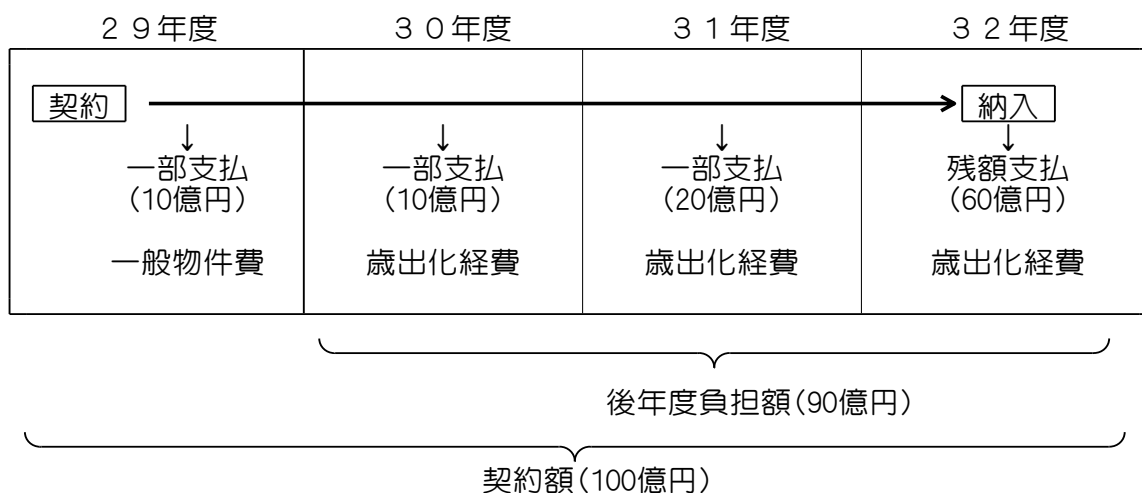 ２９年度 ３０年度 ３１年度 ３２年度
契約 納入
↓ ↓ ↓ ↓
一部支払 一部支払 一部支払 残額支払
(10億円) (10億円) (20億円) (60億円)
一般物件費 歳出化経費 歳出化経費 歳出化経費
後年度負担額(90億円)
契約額(100億円)